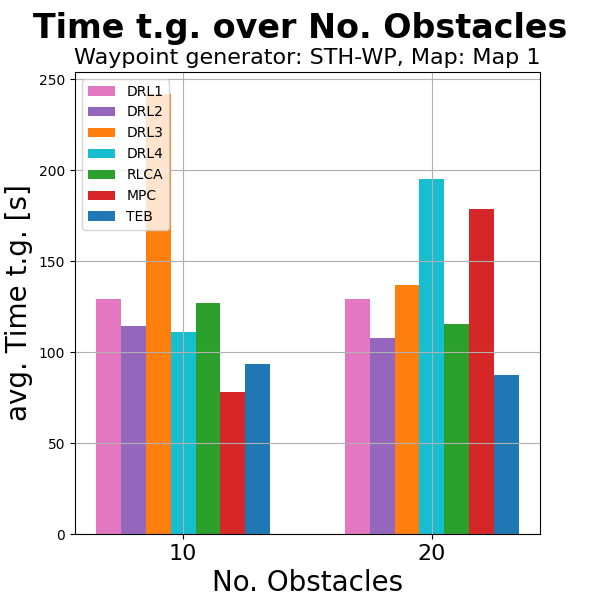 Time t.g. over No. Obstacles
Waypoint generator: STH-WP, Map: Map 1
avg. Time t.g. [s]
250
200
150
100
50
0
DRL1
DRL2
DRL3
DRL4
RLCA
MPC
TEB
10
20
No. Obstacles